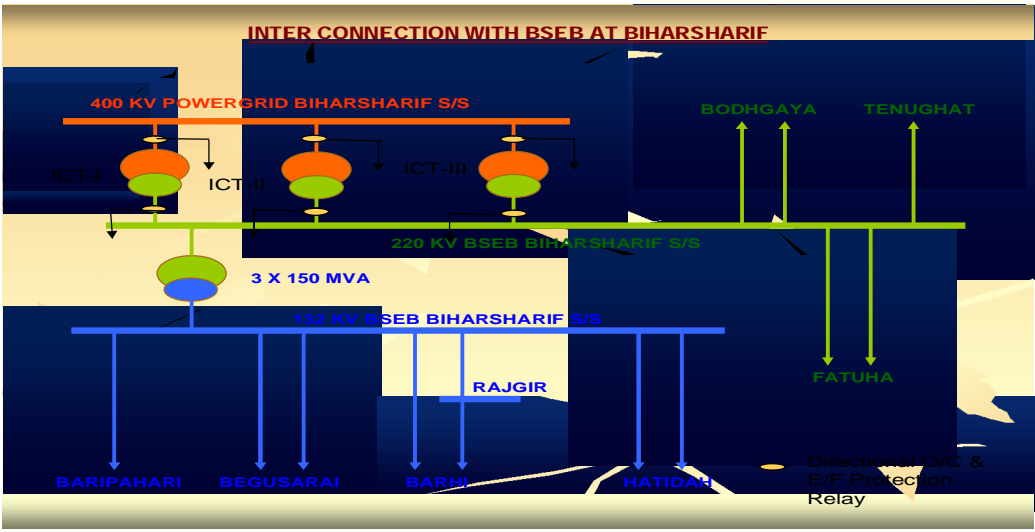 INTER CONNECTION WITH BSEB AT BIHARSHARIF
400 KV POWERGRID BIHARSHARIF S/S
BODHGAYA
TENUGHAT
ICT-I
ICT-II
ICT-III
220 KV BSEB BIHARSHARIF S/S
3 X 150 MVA
132 KV BSEB BIHARSHARIF S/S
FATUHA
RAJGIR
BARIPAHARI
BEGUSARAI
BARHI
HATIDAH
Directional O/C &
E/F Protection
Relay